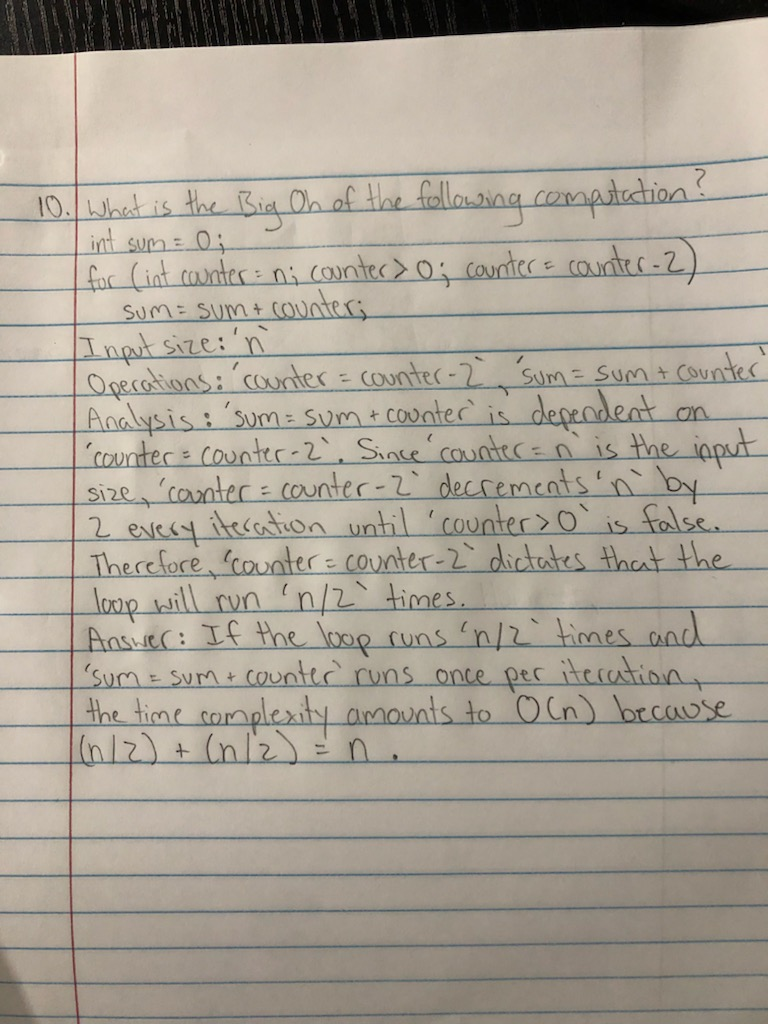 10. What is the Big Oh of the following computation?
int sum = 0;
for (int counter = n; counter > 0; counter = counter - 2)
sum = sum + counter;
Input size: 'n`
Operations: 'counter = counter - 2`, 'sum = sum + counter`
Analysis: 'sum = sum + counter` is dependent on
'counter = counter - 2`. Since 'counter = n` is the input
size, 'counter = counter - 2` decrements 'n` by
2 every iteration until 'counter > 0` is false.
Therefore, 'counter = counter - 2` dictates that the
loop will run 'n/2` times.
Answer: If the loop runs 'n/2` times and
'sum = sum + counter` runs once per iteration,
the time complexity amounts to O(n) because
(n/2) + (n/2) = n.